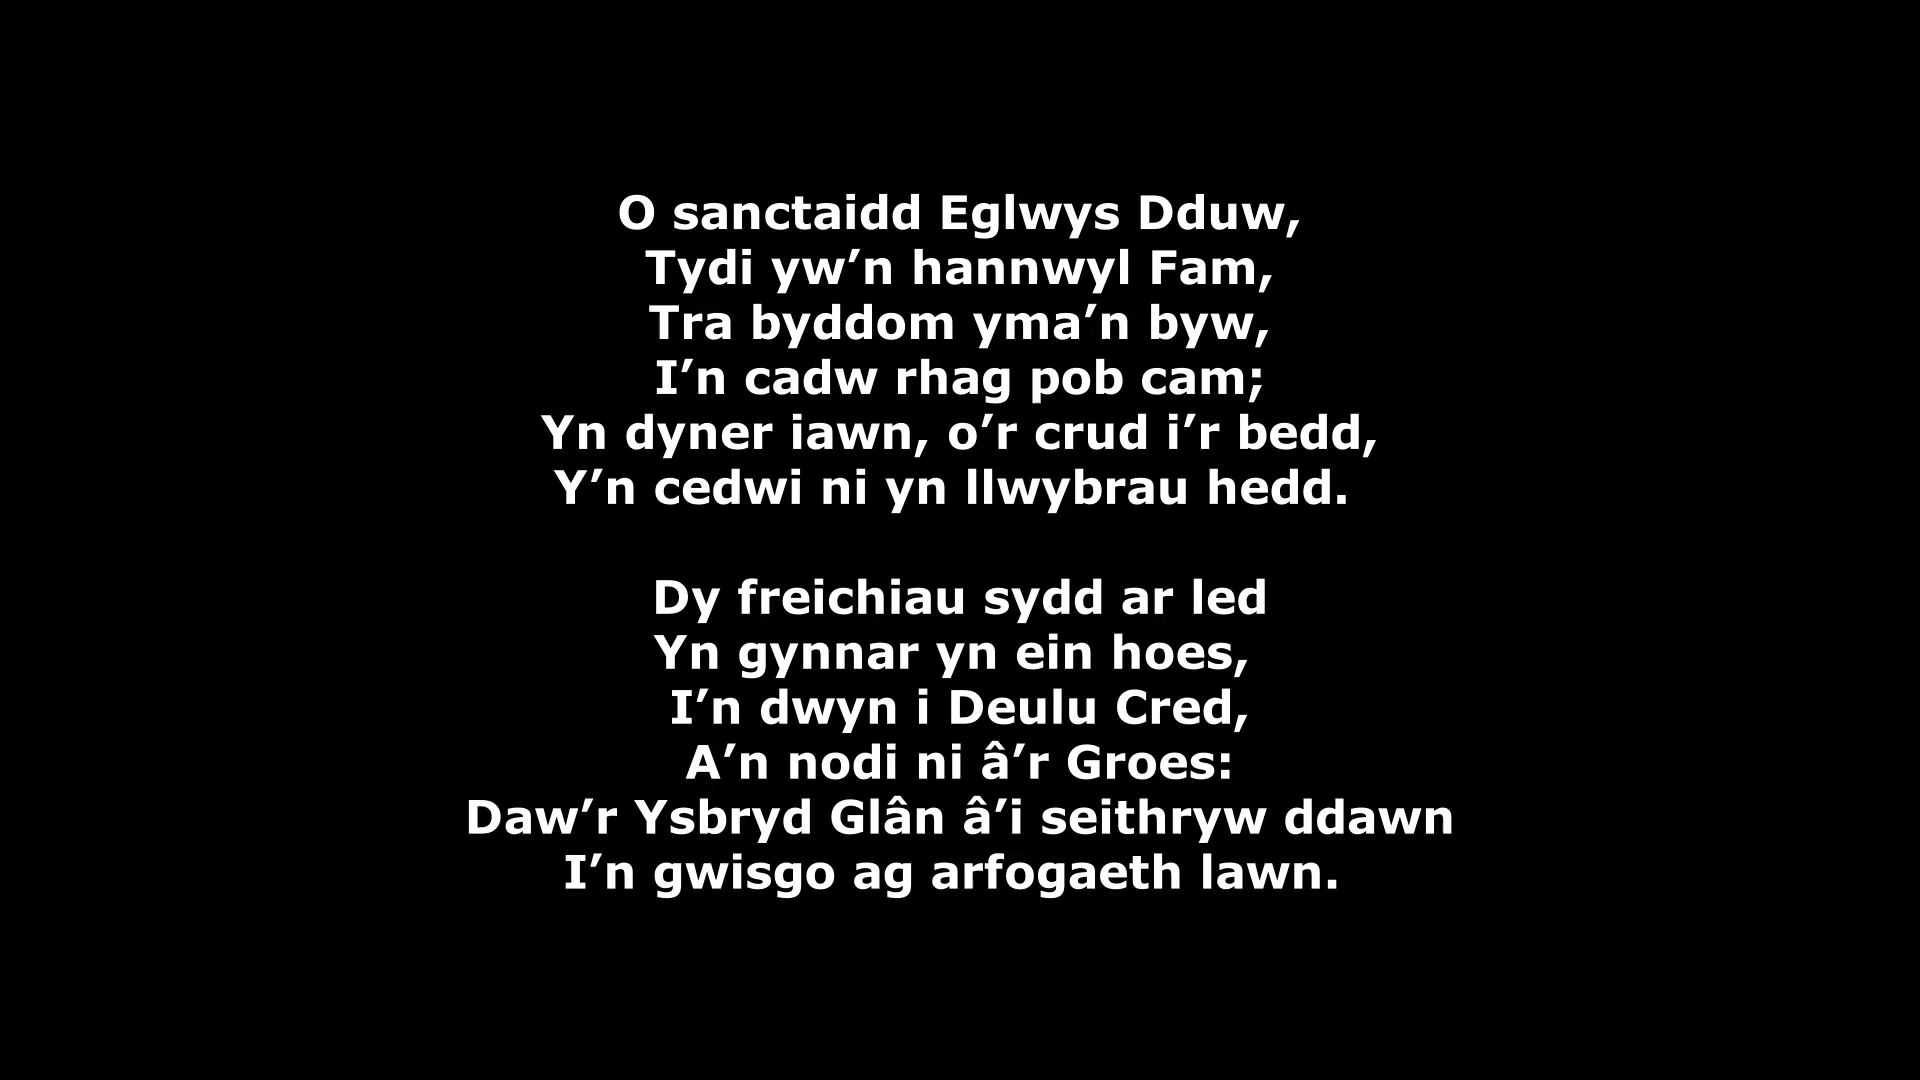 O sanctaidd Eglwys Dduw,
Tydi yw’n hannwyl Fam,
Tra byddom yma’n byw,
I’n cadw rhag pob cam;
Yn dyner iawn, o’r crud i’r bedd,
Y’n cedwi ni yn llwybrau hedd.

Dy freichiau sydd ar led
Yn gynnar yn ein hoes,
I’n dwyn i Deulu Cred,
A’n nodi ni â’r Groes:
Daw’r Ysbryd Glân â’i seithryw ddawn
I’n gwisgo ag arfogaeth lawn.